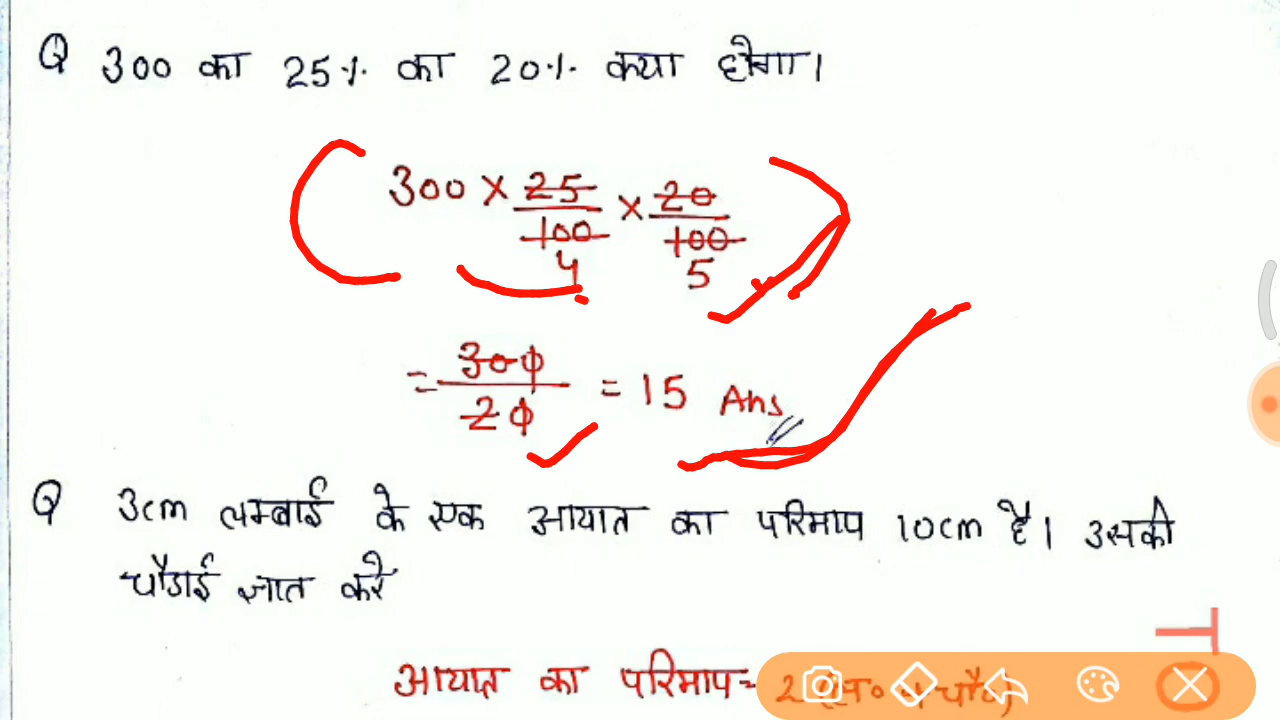 Q 300 का 25% का 20% क्या होगा।
300 × 25/100 × 20/100
4 5
= 300/20 = 15 Ans
Q 3cm लम्बाई के एक आयात का परिमाप 10cm है। उसकी
चौडाई ज्ञात करे
आयात का परिमाप = 2